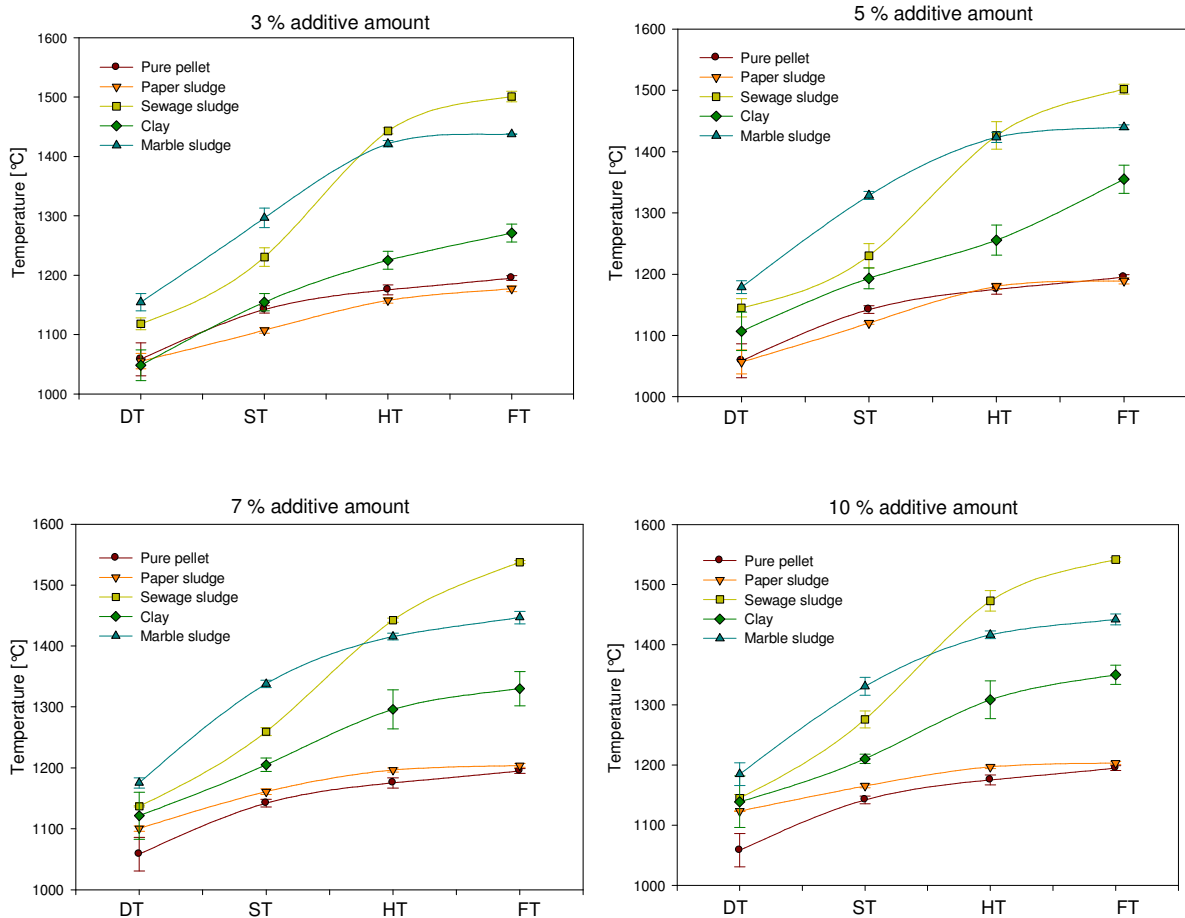 3 % additive amount
1600
1500
1400
1300
1200
1100
1000
Temperature [°C]
Pure pellet
Paper sludge
Sewage sludge
Clay
Marble sludge
DT ST HT FT
5 % additive amount
1600
1500
1400
1300
1200
1100
1000
Temperature [°C]
Pure pellet
Paper sludge
Sewage sludge
Clay
Marble sludge
DT ST HT FT
7 % additive amount
1600
1500
1400
1300
1200
1100
1000
Temperature [°C]
Pure pellet
Paper sludge
Sewage sludge
Clay
Marble sludge
DT ST HT FT
10 % additive amount
1600
1500
1400
1300
1200
1100
1000
Temperature [°C]
Pure pellet
Paper sludge
Sewage sludge
Clay
Marble sludge
DT ST HT FT